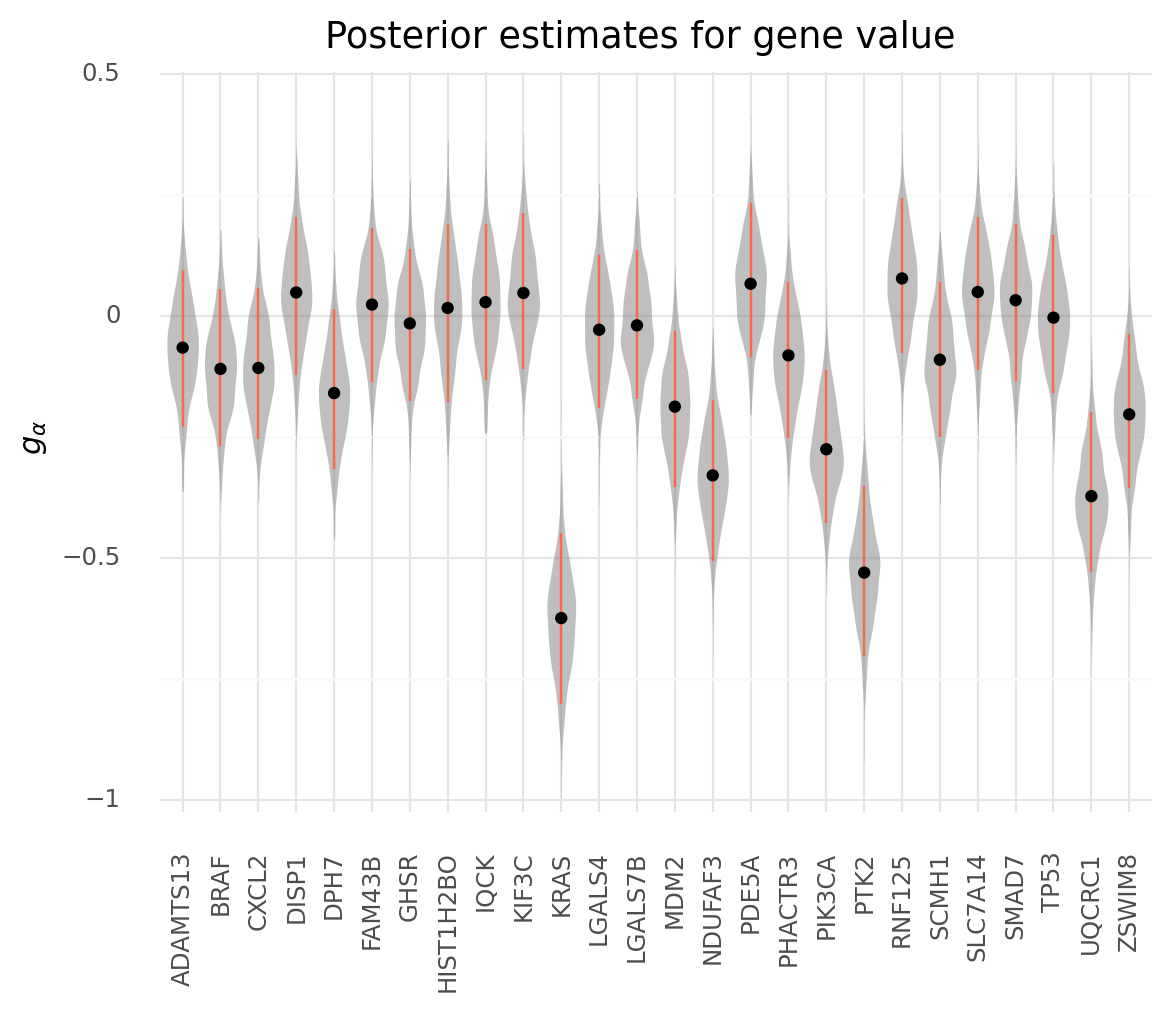 Posterior estimates for gene value
0.5
0
−0.5
−1
gα
ADAMTS13
BRAF
CXCL2
DISP1
DPH7
FAM43B
GHSR
HIST1H2BO
IQCK
KIF3C
KRAS
LGALS4
LGALS7B
MDM2
NDUFAF3
PDE5A
PHACTR3
PIK3CA
PTK2
RNF125
SCMH1
SLC7A14
SMAD7
TP53
UQCRC1
ZSWIM8